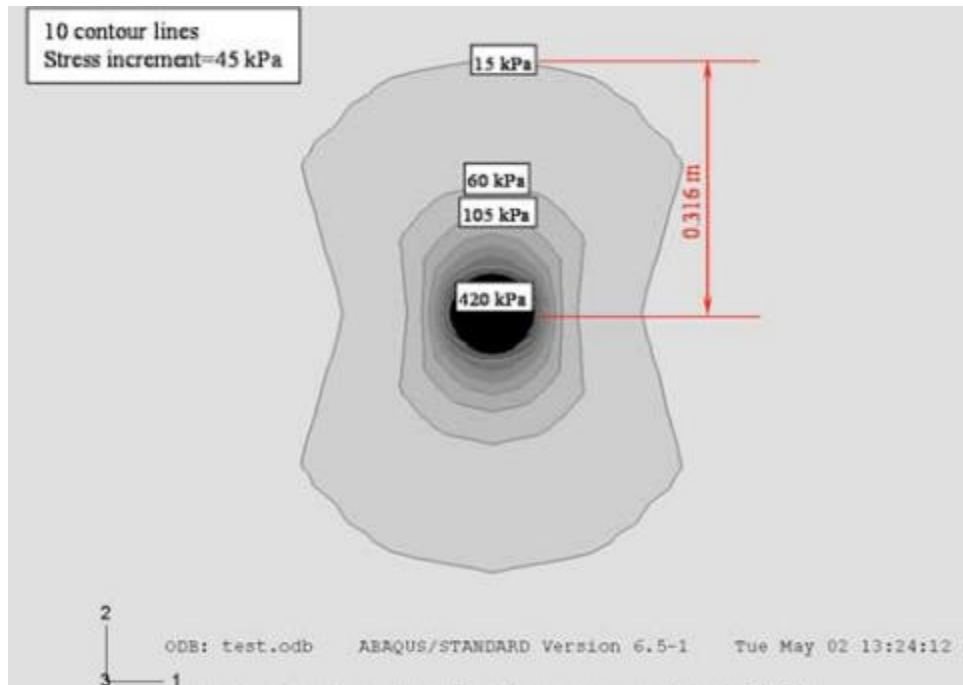 10 contour lines
Stress increment=45 kPa
15 kPa
60 kPa
105 kPa
0.316 m
420 kPa
2
ODB: test.odb ABAQUS/STANDARD Version 6.5-1 Tue May 02 13:24:12
3 1